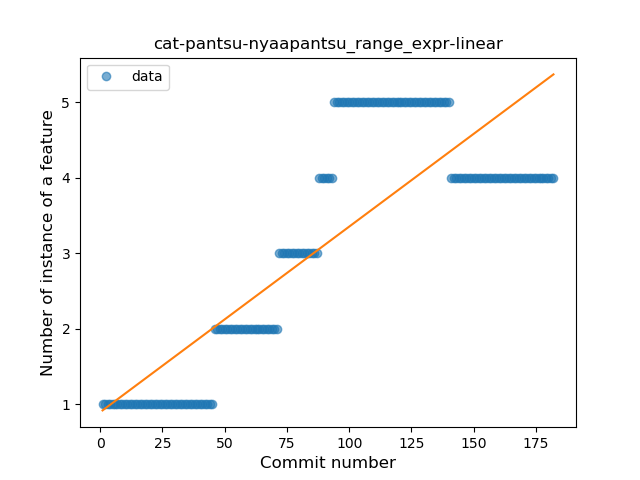 cat-pantsu-nyaapantsu_range_expr-linear
data
Number of instance of a feature
5
4
3
2
1
0 25 50 75 100 125 150 175
Commit number